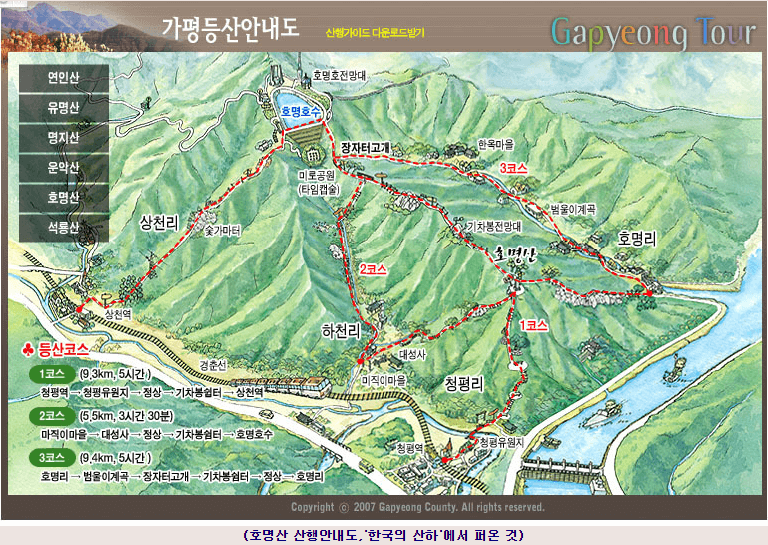 가평등산안내도
산행가이드 다운로드받기
Gapyeong Tour
연인산
유명산
명지산
운악산
호명산
석룡산
호명호전망대
호명호수
장자터고개
한옥마을
3코스
미로공원
(타임캡슐)
범울이계곡
상천리
숯가마터
기차봉전망대
호명리
호명산
2코스
상천역
하천리
1코스
대성사
경춘선
미직이마을
청평리
청평역
청평유원지
♣ 등산코스
1코스 (9.3km, 5시간)
청평역 → 청평유원지 → 정상 → 기차봉쉼터 → 상천역
2코스 (5.5km, 3시간 30분)
마직이마을 → 대성사 → 정상 → 기차봉쉼터 → 호명호수
3코스 (9.4km, 5시간)
호명리 → 범울이계곡 → 장자터고개 → 기차봉쉼터 → 정상 → 호명리
Copyright ⓒ 2007 Gapyeong County. All rights reserved.
(호명산 산행안내도,'한국의 산하'에서 퍼온 것)